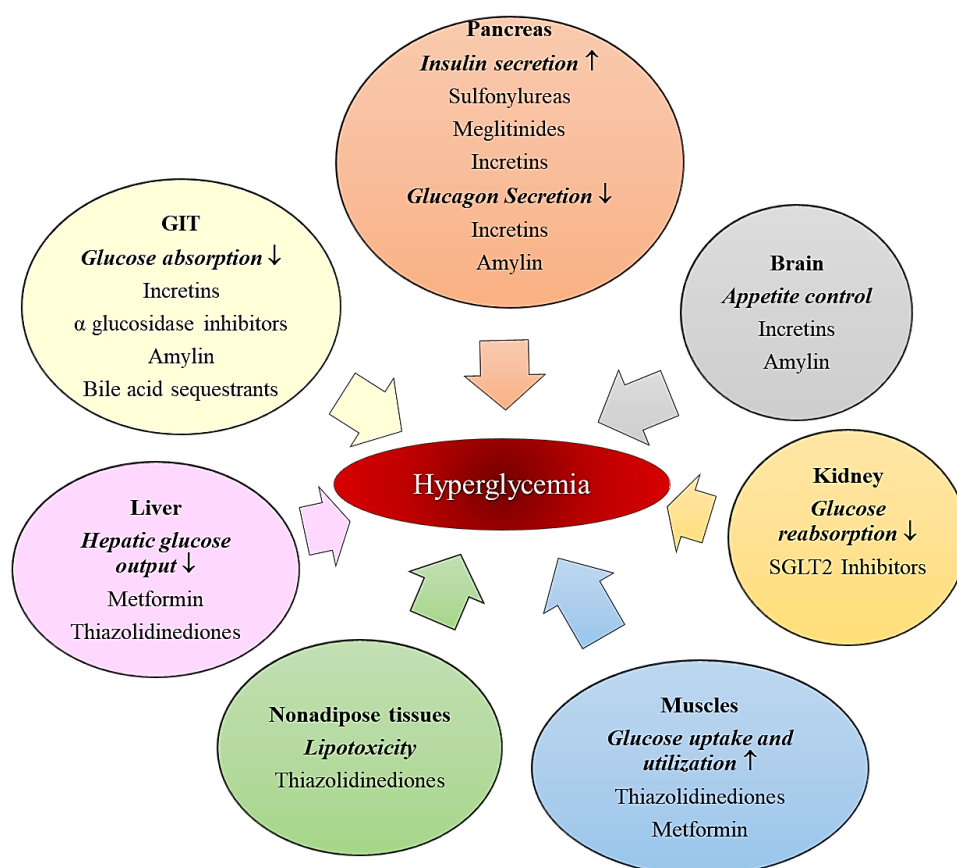 Pancreas
Insulin secretion ↑
Sulfonylureas
Meglitinides
Incretins
Glucagon Secretion ↓
Incretins
Amylin
GIT
Glucose absorption ↓
Incretins
α glucosidase inhibitors
Amylin
Bile acid sequestrants
Brain
Appetite control
Incretins
Amylin
Hyperglycemia
Liver
Hepatic glucose
output ↓
Metformin
Thiazolidinediones
Kidney
Glucose
reabsorption ↓
SGLT2 Inhibitors
Nonadipose tissues
Lipotoxicity
Thiazolidinediones
Muscles
Glucose uptake and
utilization ↑
Thiazolidinediones
Metformin